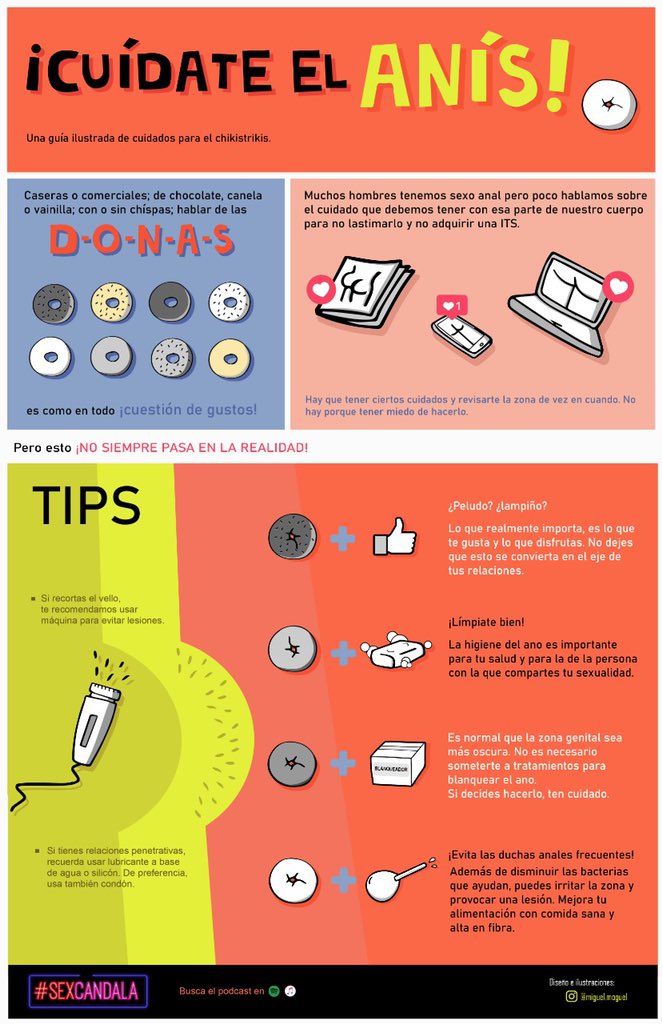 ¡CUÍDATE EL ANÍS!
Una guía ilustrada de cuidados para el chikistrikis.
Caseras o comerciales; de chocolate, canela
o vainilla; con o sin chíspas; hablar de las
D-O-N-A-S
es como en todo ¡cuestión de gustos!
Muchos hombres tenemos sexo anal pero poco hablamos sobre
el cuidado que debemos tener con esa parte de nuestro cuerpo
para no lastimarlo y no adquirir una ITS.
1
Hay que tener ciertos cuidados y revisarte la zona de vez en cuando. No
hay porque tener miedo de hacerlo.
Pero esto ¡NO SIEMPRE PASA EN LA REALIDAD!
TIPS
Si recortas el vello,
te recomendamos usar
máquina para evitar lesiones.
Si tienes relaciones penetrativas,
recuerda usar lubricante a base
de agua o silicón. De preferencia,
usa también condón.
¿Peludo? ¿lampiño?
Lo que realmente importa, es lo que
te gusta y lo que disfrutas. No dejes
que esto se convierta en el eje de
tus relaciones.
¡Límpiate bien!
La higiene del ano es importante
para tu salud y para la de la persona
con la que compartes tu sexualidad.
BLANQUEADOR
Es normal que la zona genital sea
más oscura. No es necesario
someterte a tratamientos para
blanquear el ano.
Si decides hacerlo, ten cuidado.
¡Evita las duchas anales frecuentes!
Además de disminuir las bacterias
que ayudan, puedes irritar la zona y
provocar una lesión. Mejora tu
alimentación con comida sana y
alta en fibra.
#SEXCANDALA
Busca el podcast en
Diseño e ilustraciones:
@miguel.moguel